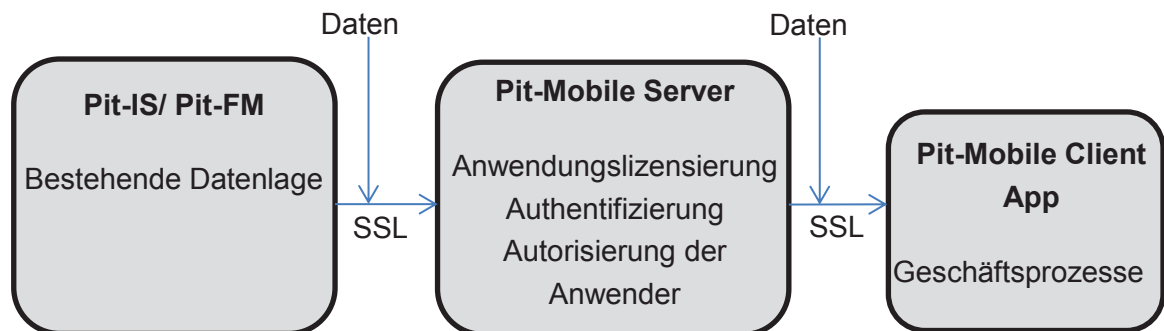 Daten
Daten
Pit-IS/ Pit-FM
Bestehende Datenlage
SSL
Pit-Mobile Server
Anwendungslizensierung
Authentifizierung
Autorisierung der
Anwender
SSL
Pit-Mobile Client
App
Geschäftsprozesse